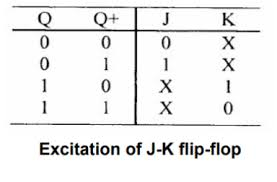 Q Q+ J K
0 0 0 X
0 1 1 X
1 0 X 1
1 1 X 0
Excitation of J-K flip-flop